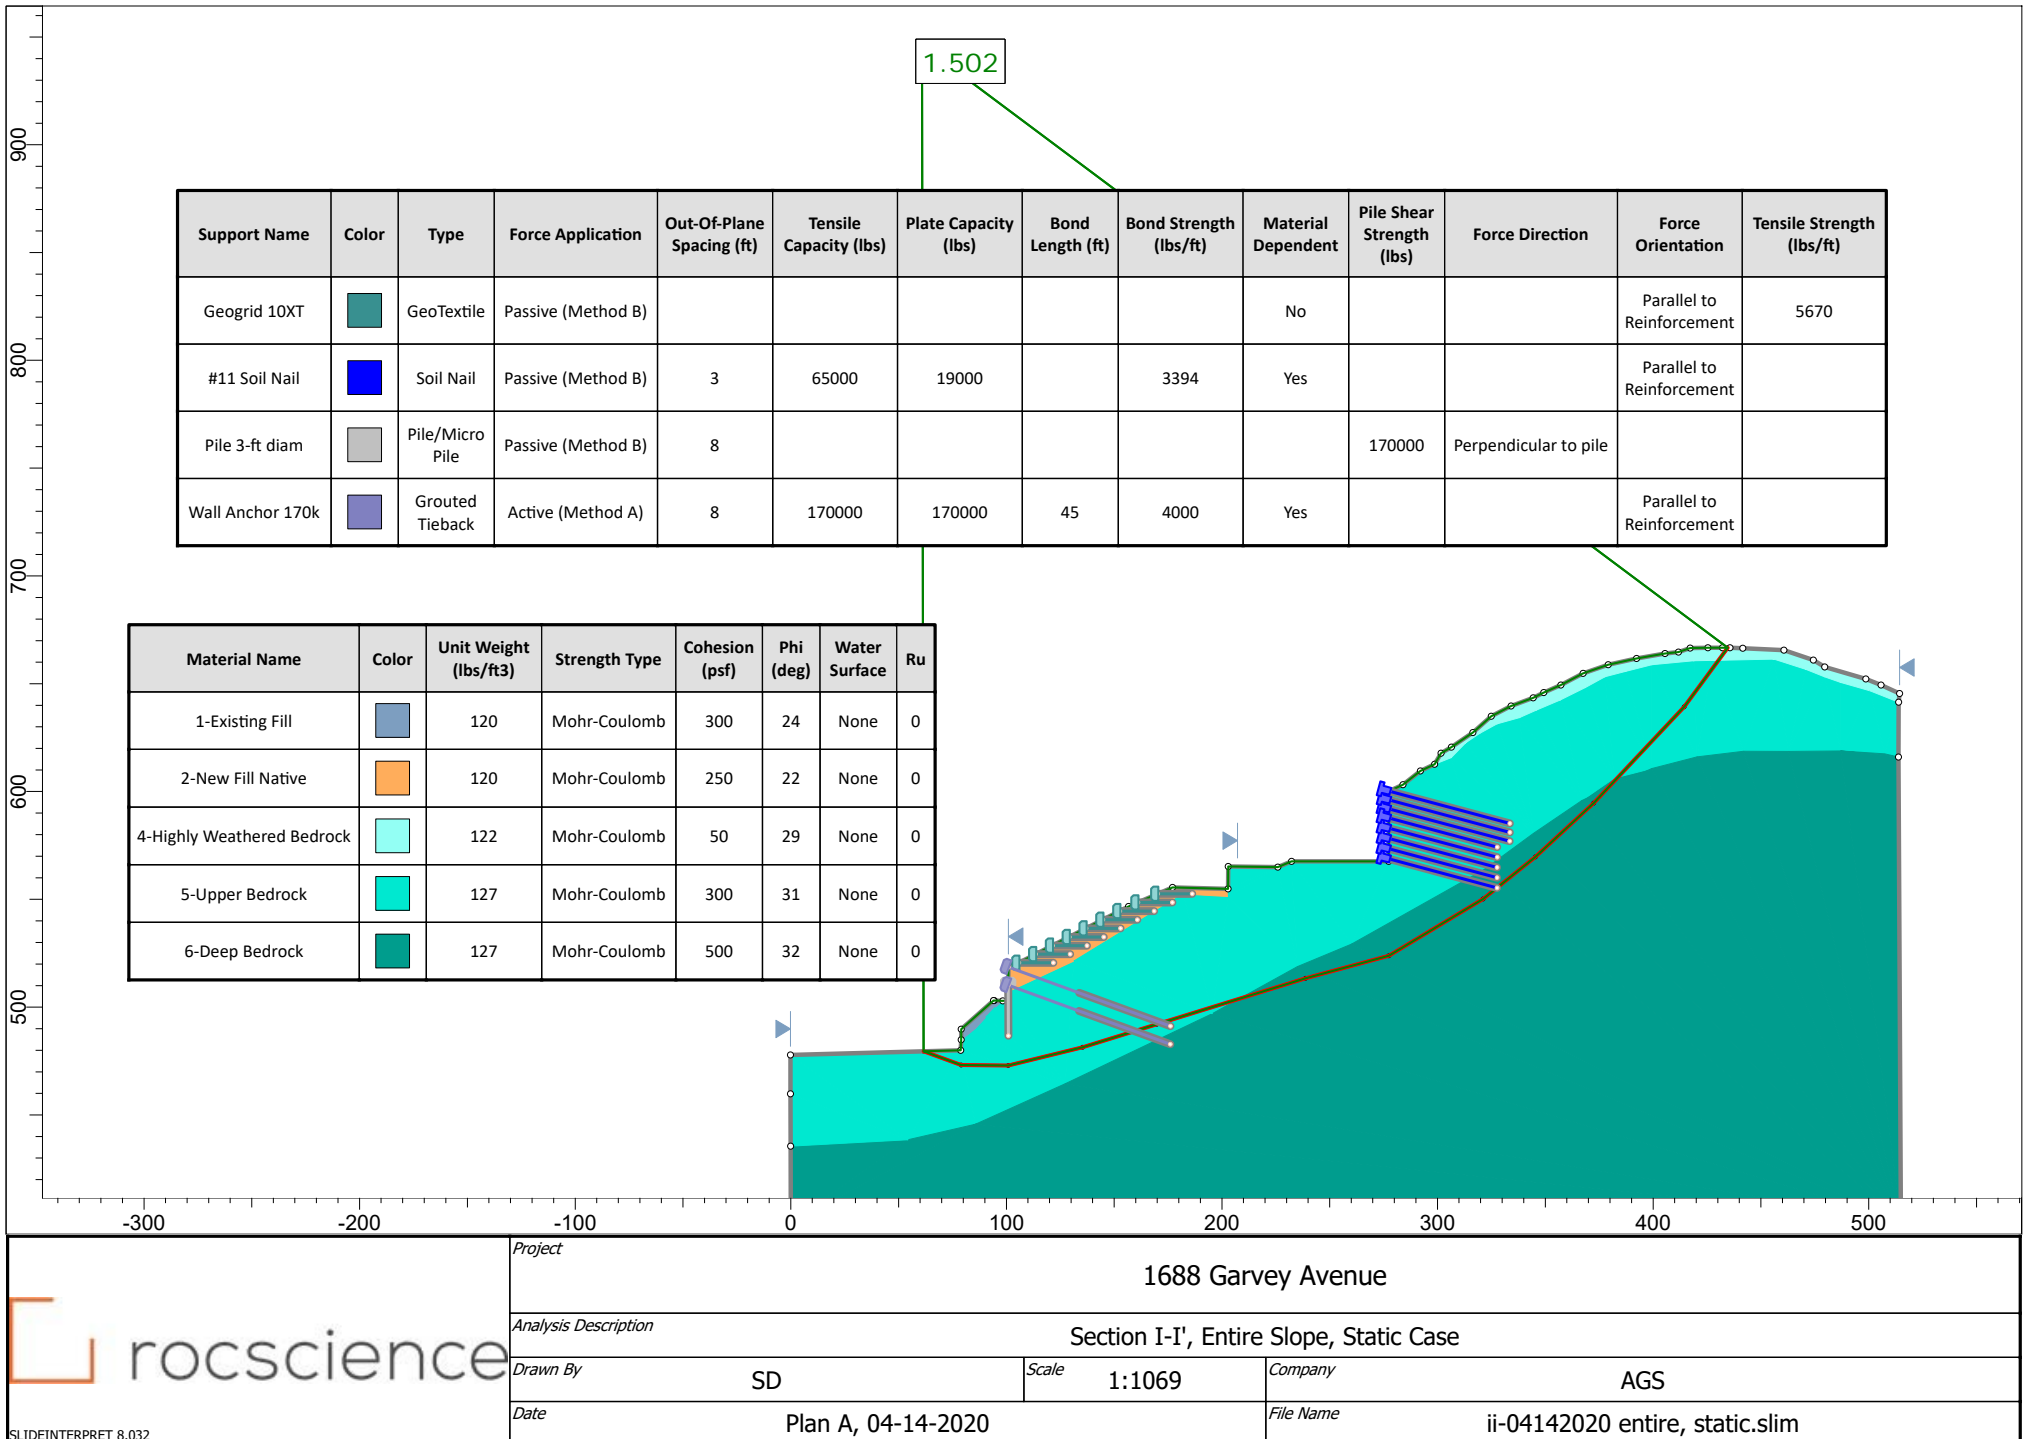 1.502
900
800
700
600
500
Support Name Color Type Force Application Out-Of-Plane Spacing (ft) Tensile Capacity (lbs) Plate Capacity (lbs) Bond Length (ft) Bond Strength (lbs/ft) Material Dependent Pile Shear Strength (lbs) Force Direction Force Orientation Tensile Strength (lbs/ft)
Geogrid 10XT GeoTextile Passive (Method B) No Parallel to Reinforcement 5670
#11 Soil Nail Soil Nail Passive (Method B) 3 65000 19000 3394 Yes Parallel to Reinforcement
Pile 3-ft diam Pile/Micro Pile Passive (Method B) 8 170000 Perpendicular to pile
Wall Anchor 170k Grouted Tieback Active (Method A) 8 170000 170000 45 4000 Yes Parallel to Reinforcement
Material Name Color Unit Weight (lbs/ft3) Strength Type Cohesion (psf) Phi (deg) Water Surface Ru
1-Existing Fill 120 Mohr-Coulomb 300 24 None 0
2-New Fill Native 120 Mohr-Coulomb 250 22 None 0
4-Highly Weathered Bedrock 122 Mohr-Coulomb 50 29 None 0
5-Upper Bedrock 127 Mohr-Coulomb 300 31 None 0
6-Deep Bedrock 127 Mohr-Coulomb 500 32 None 0
-300 -200 -100 0 100 200 300 400 500
rocscience
SLIDEINTERPRET 8.032
Project
1688 Garvey Avenue
Analysis Description
Section I-I', Entire Slope, Static Case
Drawn By SD Scale 1:1069 Company AGS
Date Plan A, 04-14-2020 File Name ii-04142020 entire, static.slim